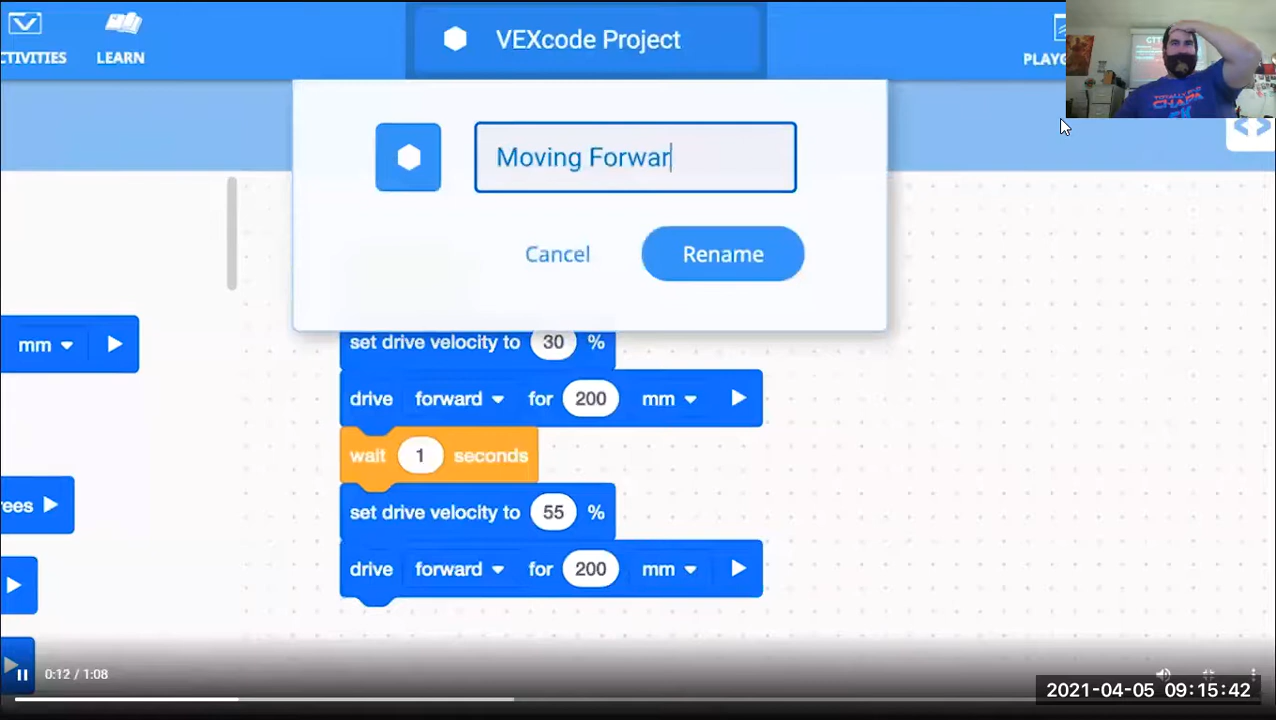 VEXcode Project
CTIVITIES
LEARN
PLAYG
Moving Forwar
Cancel
Rename
set drive velocity to 30 %
mm
drive forward for 200 mm
wait 1 seconds
rees
set drive velocity to 55 %
drive forward for 200 mm
0:12 / 1:08
2021-04-05 09:15:42